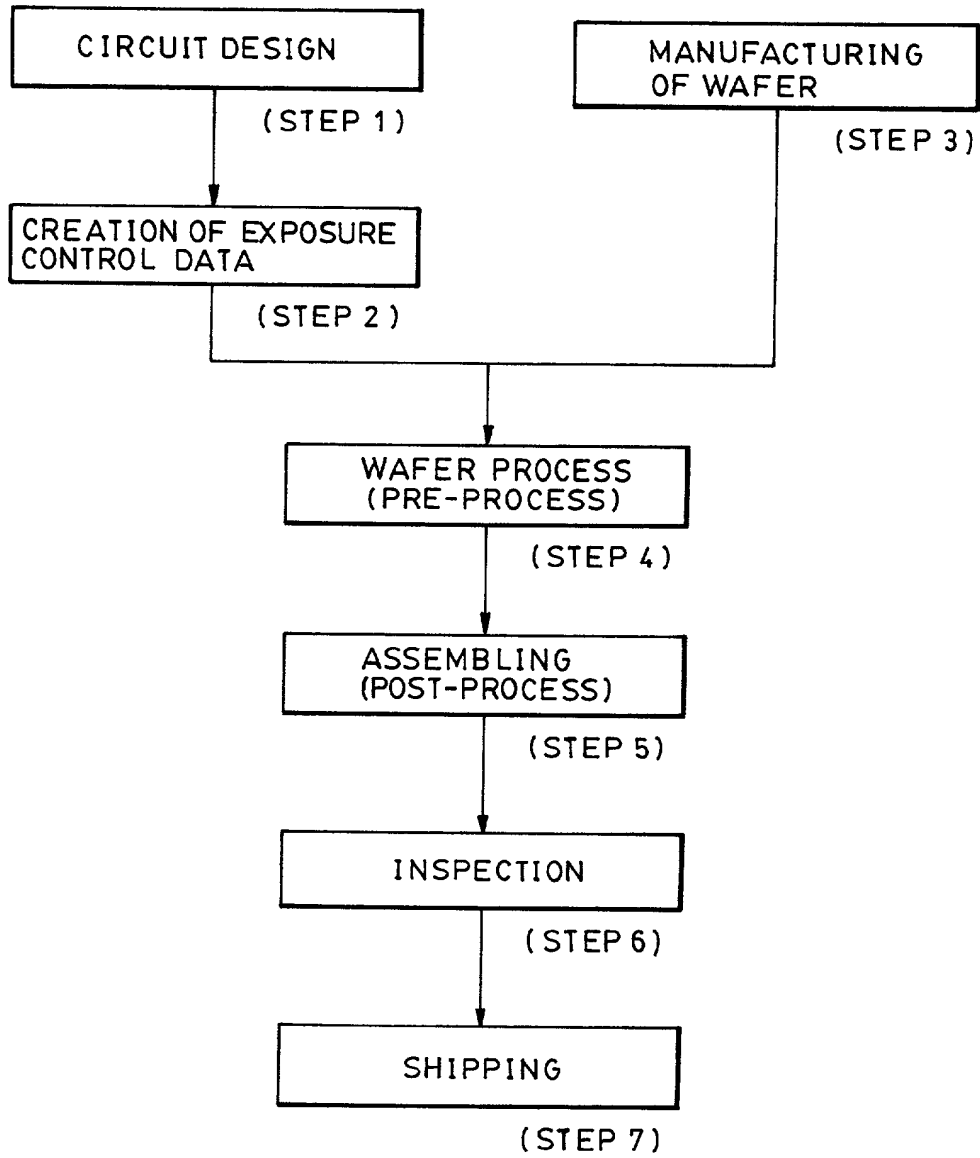 CIRCUIT DESIGN
(STEP 1)
MANUFACTURING
OF WAFER
(STEP 3)
CREATION OF EXPOSURE
CONTROL DATA
(STEP 2)
WAFER PROCESS
(PRE-PROCESS)
(STEP 4)
ASSEMBLING
(POST-PROCESS)
(STEP 5)
INSPECTION
(STEP 6)
SHIPPING
(STEP 7)